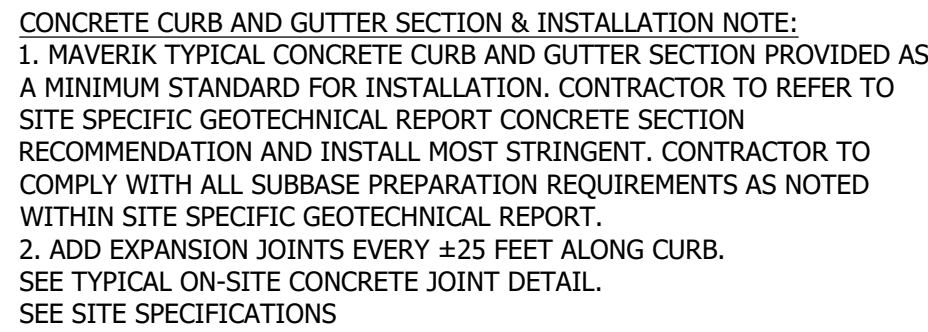 CONCRETE CURB AND GUTTER SECTION & INSTALLATION NOTE:
1. MAVERIK TYPICAL CONCRETE CURB AND GUTTER SECTION PROVIDED AS
A MINIMUM STANDARD FOR INSTALLATION. CONTRACTOR TO REFER TO
SITE SPECIFIC GEOTECHNICAL REPORT CONCRETE SECTION
RECOMMENDATION AND INSTALL MOST STRINGENT. CONTRACTOR TO
COMPLY WITH ALL SUBBASE PREPARATION REQUIREMENTS AS NOTED
WITHIN SITE SPECIFIC GEOTECHNICAL REPORT.
2. ADD EXPANSION JOINTS EVERY ±25 FEET ALONG CURB.
SEE TYPICAL ON-SITE CONCRETE JOINT DETAIL.
SEE SITE SPECIFICATIONS